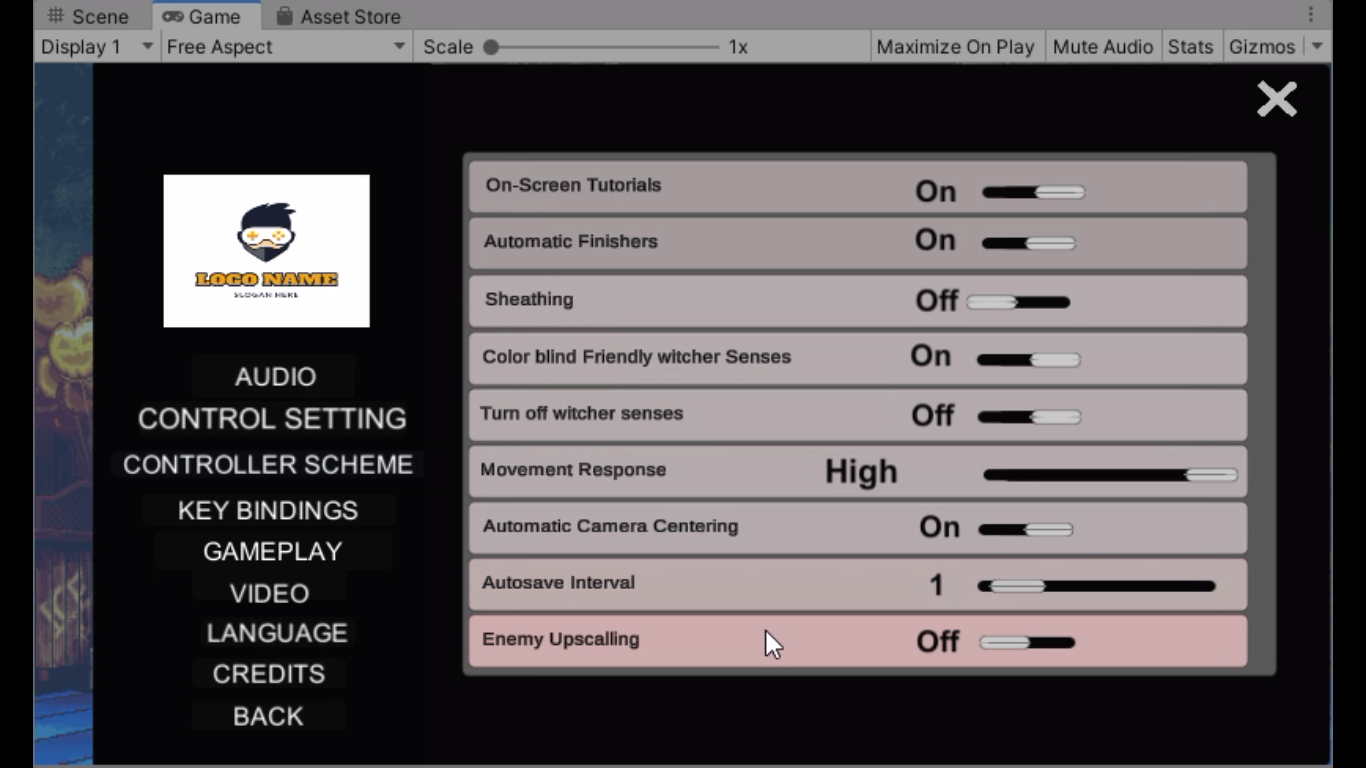 Scene Game Asset Store
Display 1 Free Aspect Scale 1x Maximize On Play Mute Audio Stats Gizmos
LOGO NAME
SLOGAN HERE
AUDIO
CONTROL SETTING
CONTROLLER SCHEME
KEY BINDINGS
GAMEPLAY
VIDEO
LANGUAGE
CREDITS
BACK
On-Screen Tutorials On
Automatic Finishers On
Sheathing Off
Color blind Friendly witcher Senses On
Turn off witcher senses Off
Movement Response High
Automatic Camera Centering On
Autosave Interval 1
Enemy Upscalling Off
ICE